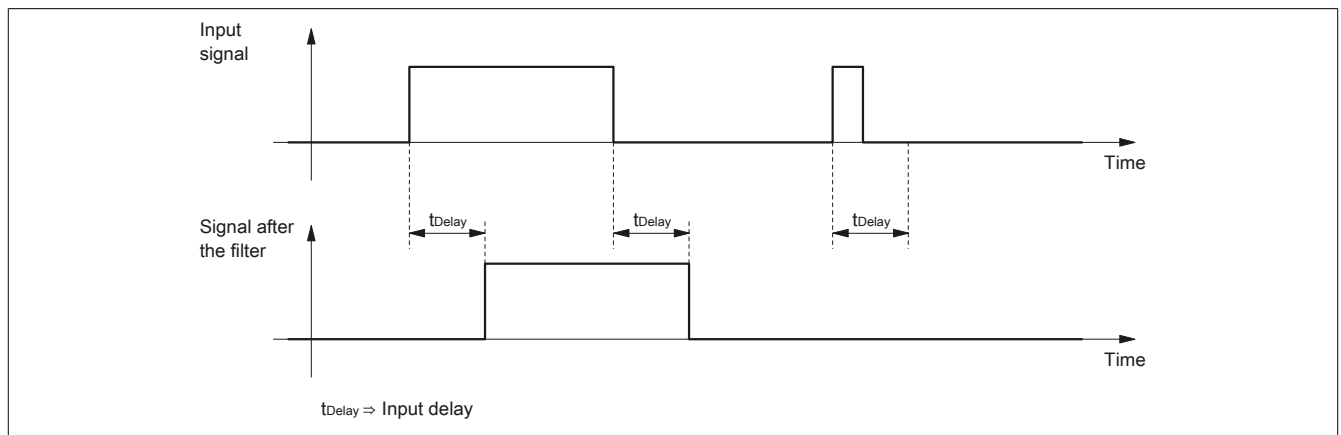 Input
signal
Time
Signal after
the filter
tDelay
tDelay
tDelay
Time
tDelay ⇒ Input delay